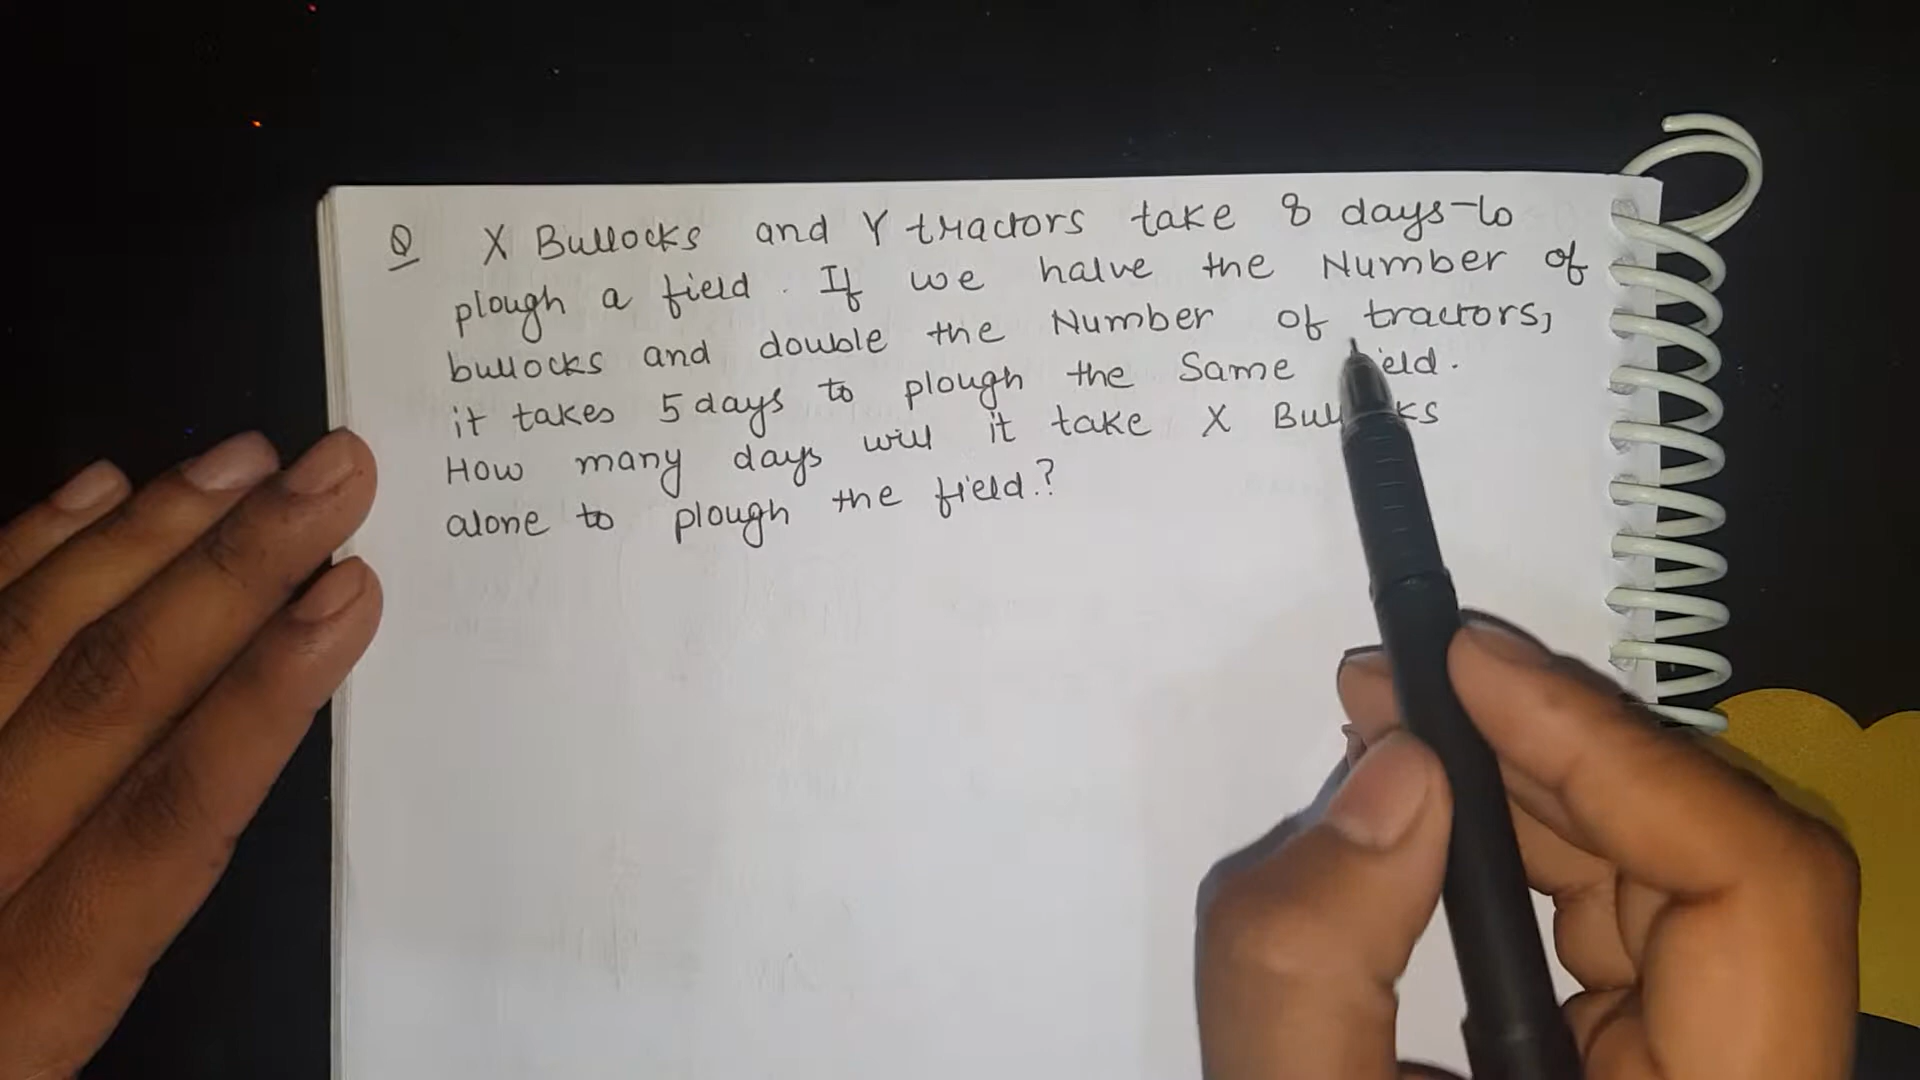 Q X Bullocks and Y tractors take 8 days to
plough a field. If we halve the Number of
bullocks and double the Number of tractors,
it takes 5 days to plough the Same
How many days will it take X
alone to plough the field.?